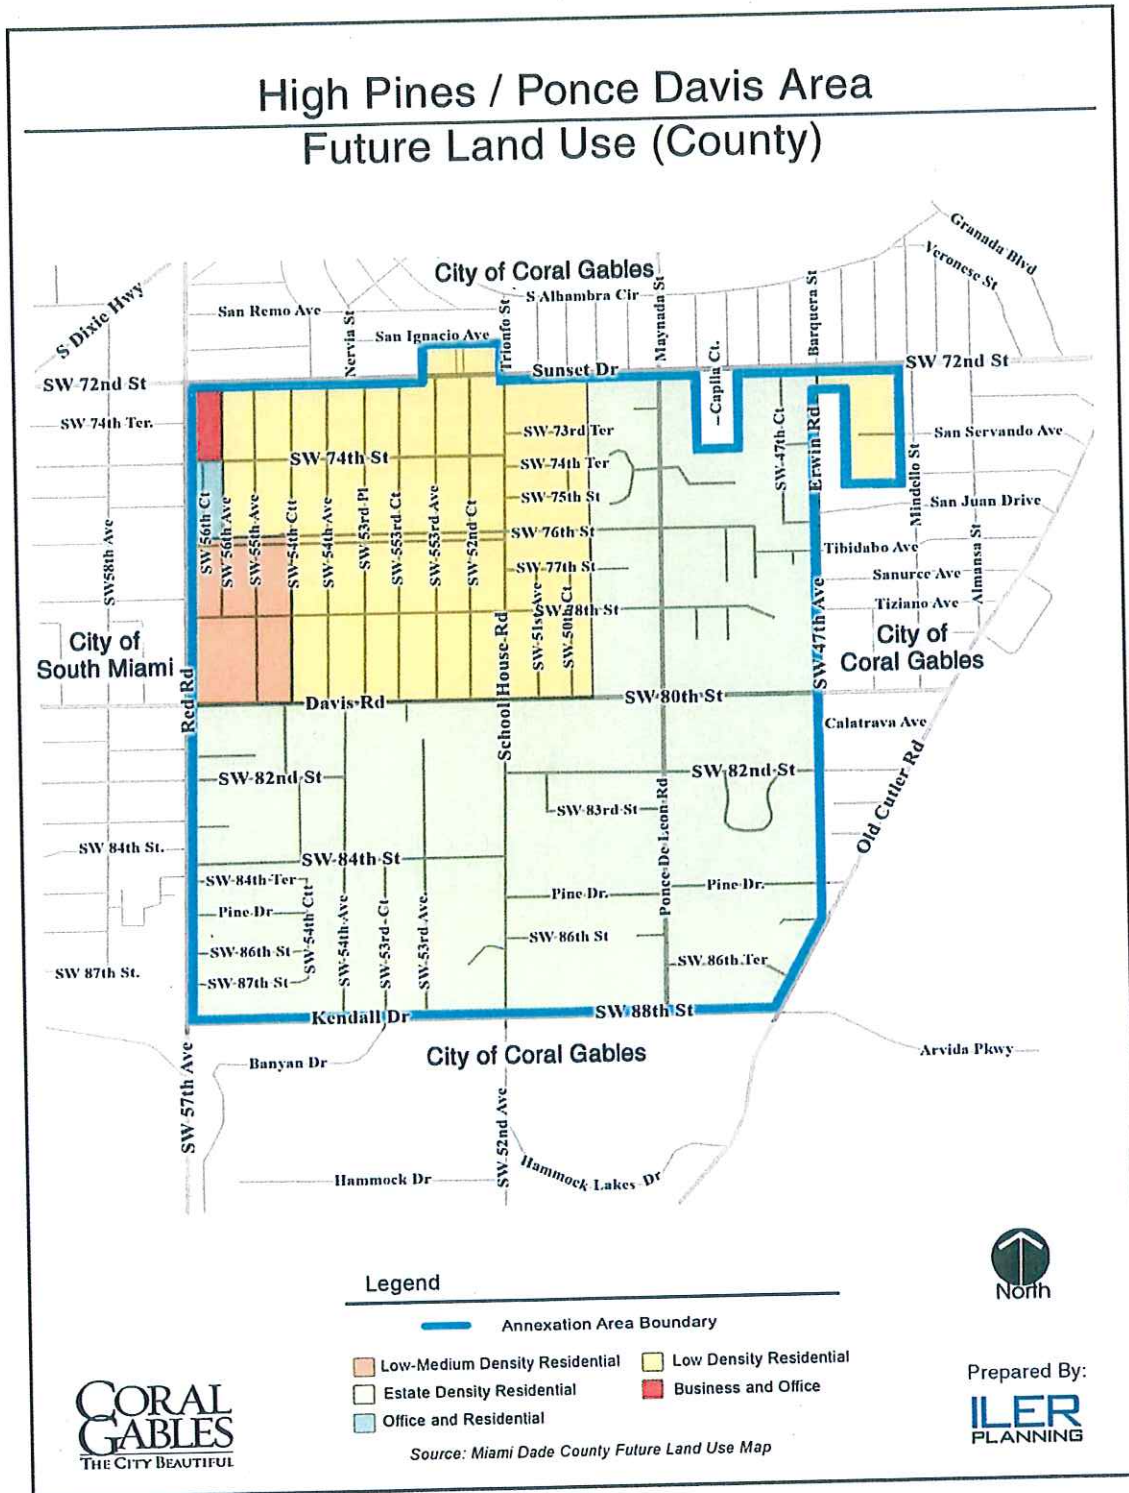 High Pines / Ponce Davis Area
Future Land Use (County)
Granada Blvd
Veronese St
City of Coral Gables
S Alhambra Cir
S Dixie Hwy
San Remo Ave
Nervia St
San Ignacio Ave
Trionfo St
Maynada St
Barquera St
Caplla Ct.
SW 72nd St
Sunset Dr
SW 72nd St
SW 74th Ter.
SW 73rd Ter
San Servando Ave
SW 74th St
SW 74th Ter
SW 47th Ct
Erwin Rd
Mindello St
SW 75th St
San Juan Drive
SW 56th Ct
SW 56th Ave
SW 55th Ave
SW 54th Ctt
SW 54th Ave
SW 53rd Pl
SW 553rd Ct
SW 553rd Ave
SW 52nd Ct
SW 76th St
SW58th Ave
Almansa St
Tibidabo Ave
SW 77th St
Sanurce Ave
SW 51st Ave
SW 50th Ct
SW 78th St
Tiziano Ave
City of
South Miami
City of
Coral Gables
SW 47th Ave
Red Rd
School House Rd
Davis Rd
SW 80th St
Calatrava Ave
SW 82nd St
SW 82nd St
Old Cutler Rd
SW 83rd St
Ponce De Leon Rd
SW 84th St.
SW 84th St
SW 84th Ter
Pine Dr
SW 54th Ctt
SW 54th Ave
SW 53rd Ct
SW 53rd Ave.
Pine Dr.
Pine Dr.
SW 86th St
SW 86th St
SW 87th St.
SW 87th St
SW 86th Ter
Kendall Dr
SW 88th St
City of Coral Gables
Banyan Dr
Arvida Pkwy
SW 57th Ave
SW 52nd Ave
Hammock Dr
Hammock Lakes Dr
North
Legend
Annexation Area Boundary
Low-Medium Density Residential
Low Density Residential
Estate Density Residential
Business and Office
Office and Residential
Source: Miami Dade County Future Land Use Map
CORAL
GABLES
THE CITY BEAUTIFUL
Prepared By:
ILER
PLANNING